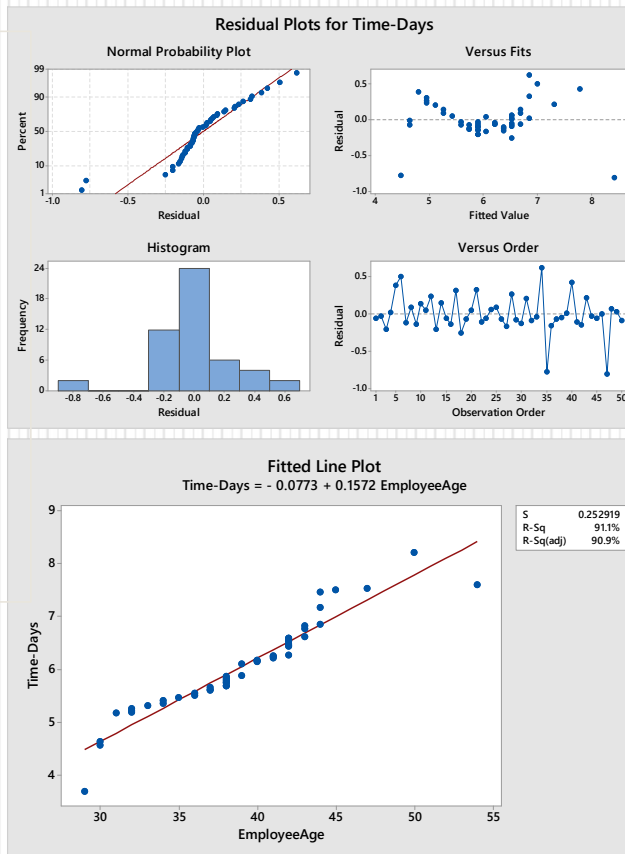 Residual Plots for Time-Days
Normal Probability Plot
Versus Fits
99
90
50
10
1
Percent
-1.0
-0.5
0.0
0.5
Residual
0.5
0.0
-0.5
-1.0
Residual
4
5
6
7
8
Fitted Value
Histogram
Versus Order
24
18
12
6
0
Frequency
-0.8
-0.6
-0.4
-0.2
0.0
0.2
0.4
0.6
Residual
0.5
0.0
-0.5
-1.0
Residual
1
5
10
15
20
25
30
35
40
45
50
Observation Order
Fitted Line Plot
Time-Days = - 0.0773 + 0.1572 EmployeeAge
9
8
7
6
5
4
Time-Days
30
35
40
45
50
55
EmployeeAge
S 0.252919
R-Sq 91.1%
R-Sq(adj) 90.9%